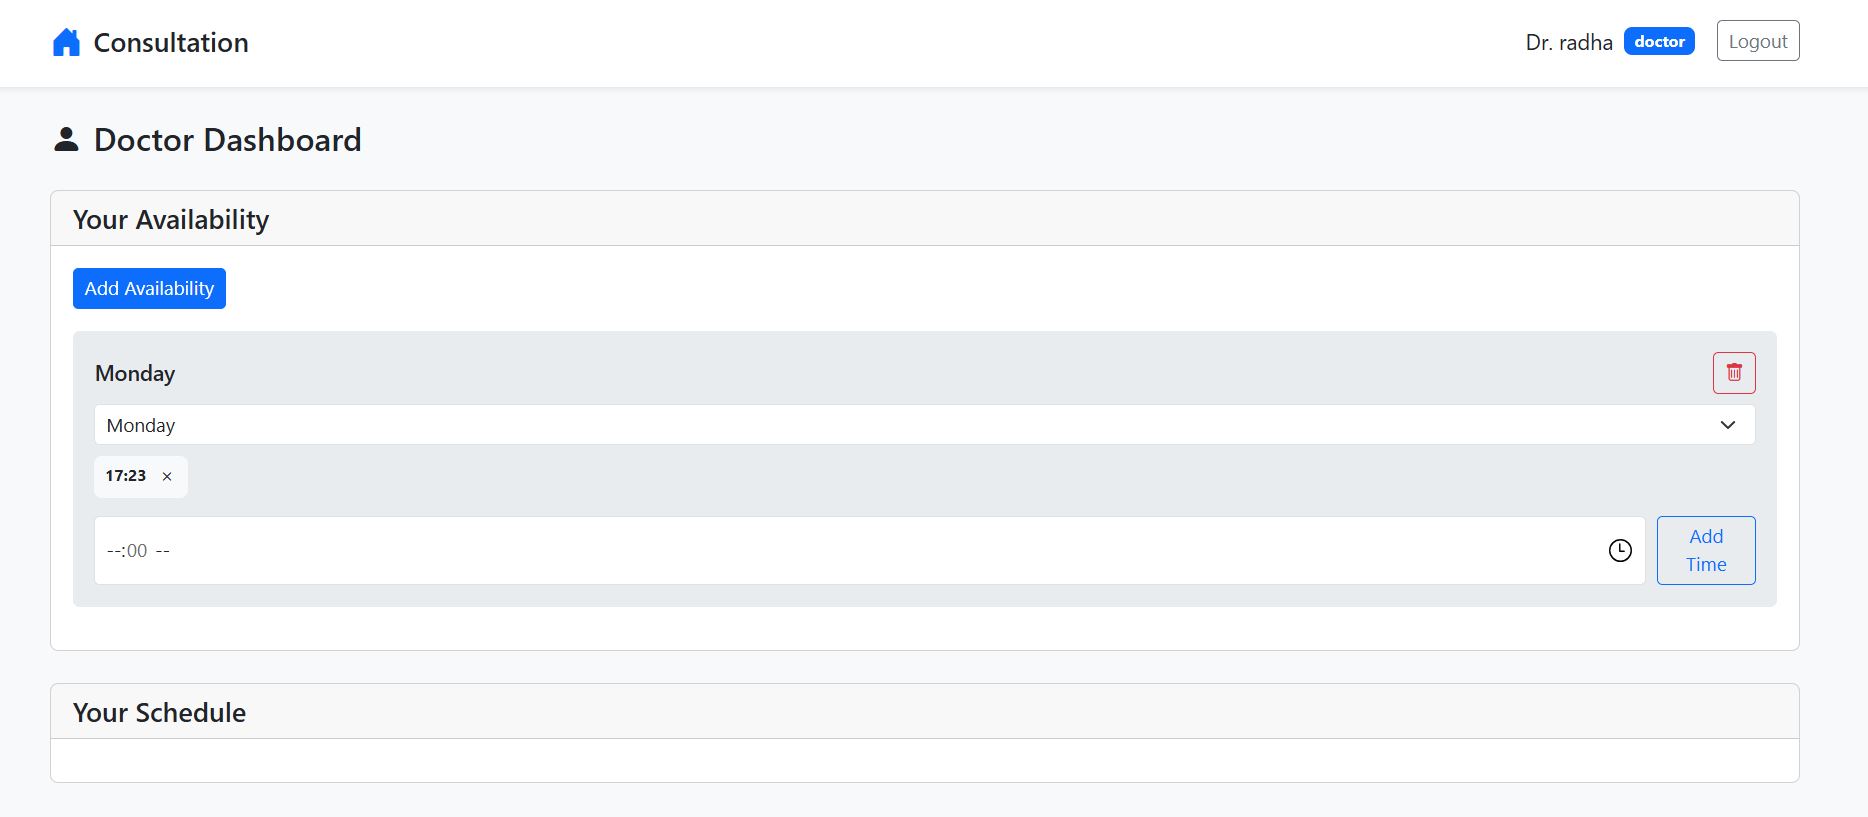 Consultation
Dr. radha doctor Logout
Doctor Dashboard
Your Availability
Add Availability
Monday
Monday
17:23 ×
--:00 --
Add
Time
Your Schedule